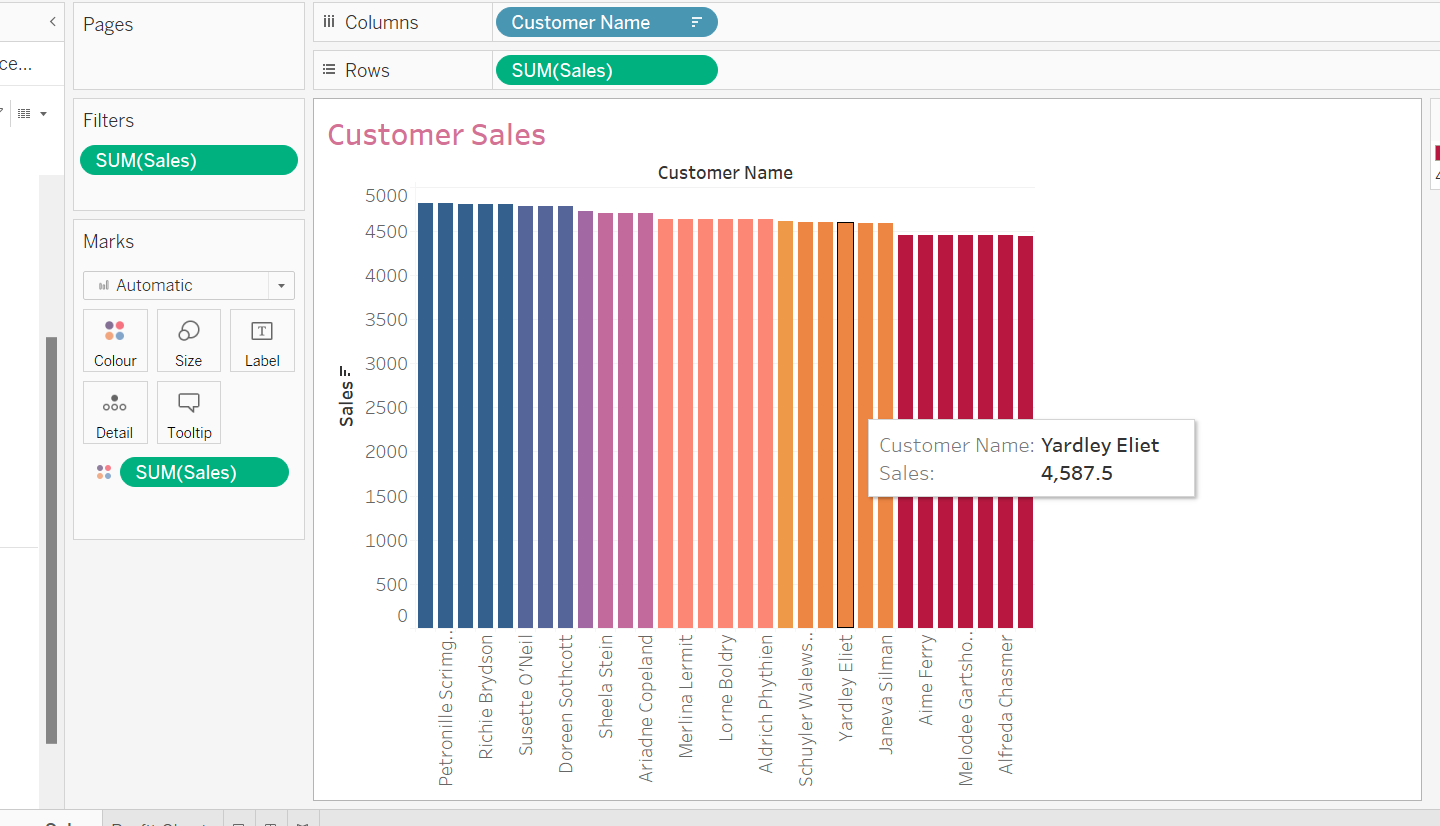 Pages
Columns
Customer Name
Rows
SUM(Sales)
ce...
Filters
SUM(Sales)
Marks
Automatic
Colour
Size
T
Label
Detail
Tooltip
SUM(Sales)
Customer Sales
Customer Name
Sales
5000
4500
4000
3500
3000
2500
2000
1500
1000
500
0
Customer Name: Yardley Eliet
Sales: 4,587.5
Petronille Scrimg..
Richie Brydson
Susette O'Neil
Doreen Sothcott
Sheela Stein
Ariadne Copeland
Merlina Lermit
Lorne Boldry
Aldrich Phythien
Schuyler Walews..
Yardley Eliet
Janeva Silman
Aime Ferry
Melodee Gartsho..
Alfreda Chasmer